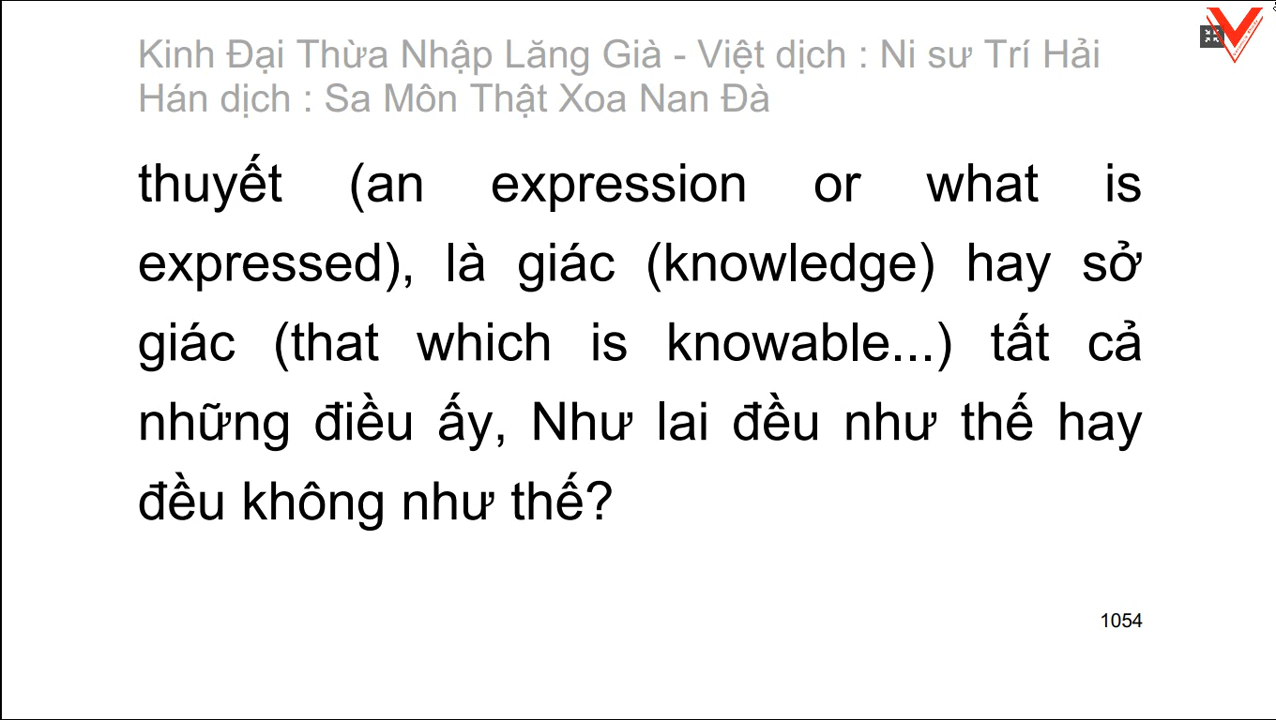 Kinh Đại Thừa Nhập Lăng Già - Việt dịch : Ni sư Trí Hải
Hán dịch : Sa Môn Thật Xoa Nan Đà
thuyết (an expression or what is
expressed), là giác (knowledge) hay sở
giác (that which is knowable...) tất cả
những điều ấy, Như lai đều như thế hay
đều không như thế?
1054